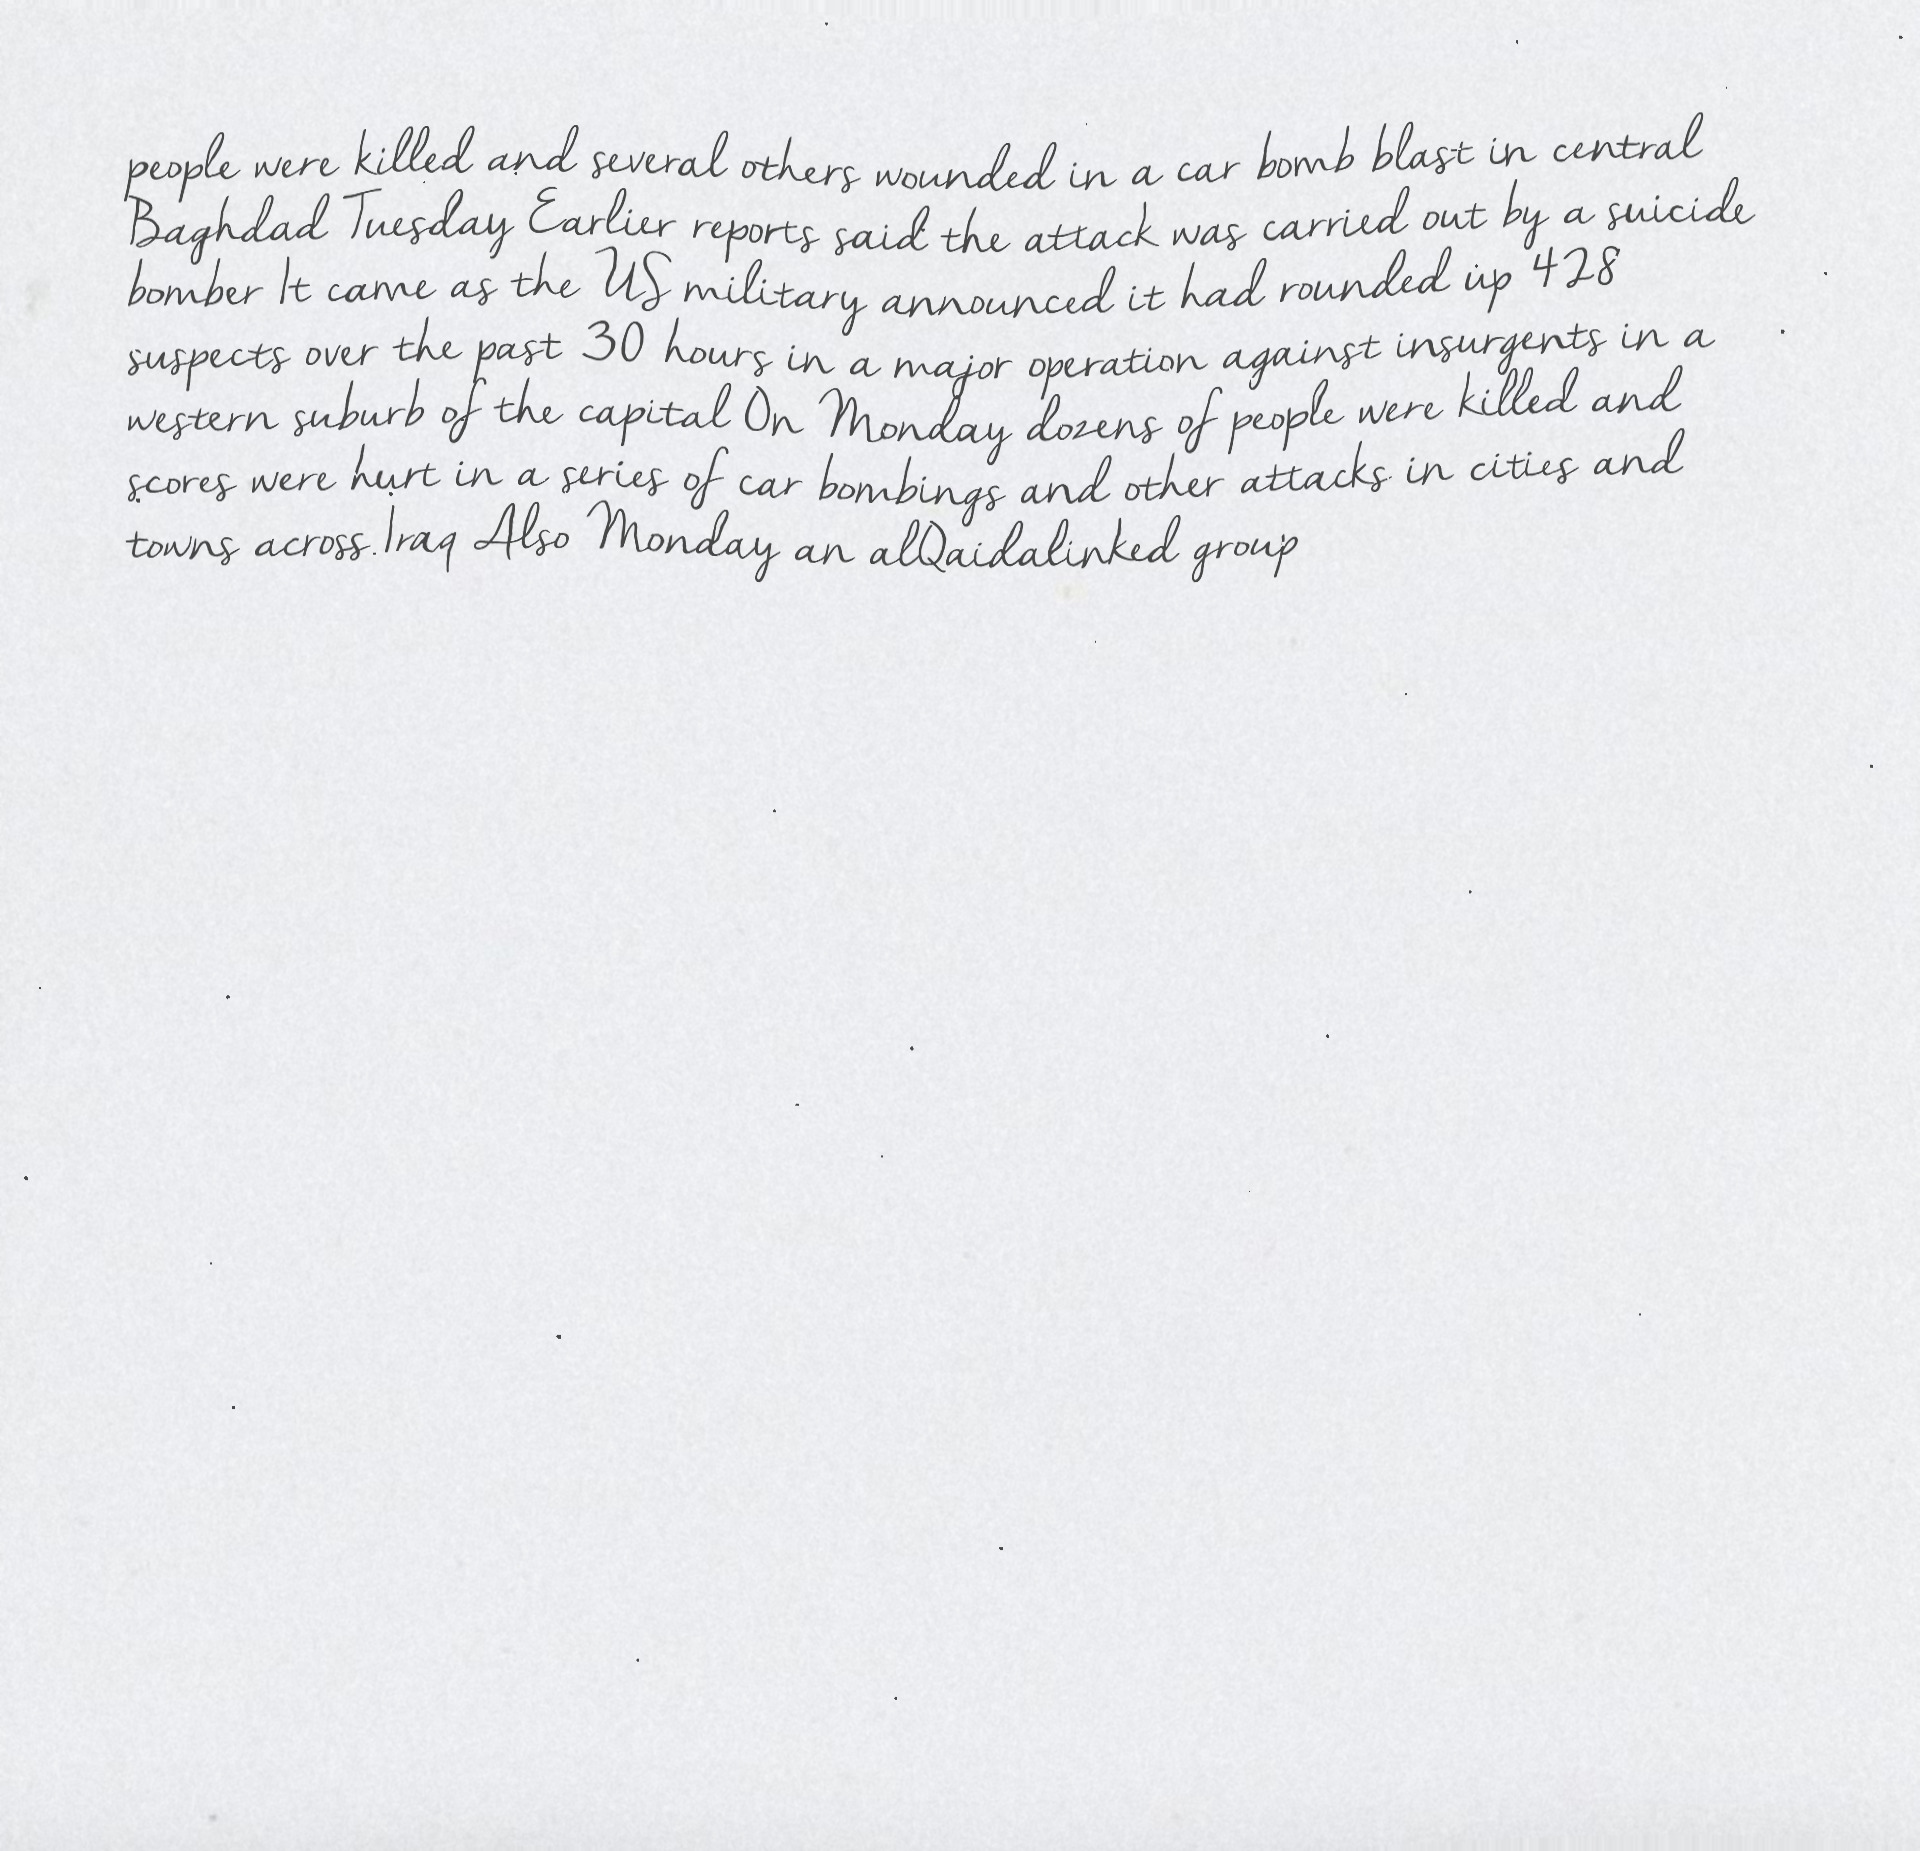 people were killed and several others wounded in a car bomb blast in central
Baghdad Tuesday Earlier reports said the attack was carried out by a suicide
bomber It came as the US military announced it had rounded up 428
suspects over the past 30 hours in a major operation against insurgents in a
western suburb of the capital On Monday dozens of people were killed and
scores were hurt in a series of car bombings and other attacks in cities and
towns across Iraq Also Monday an alQaidalinked group